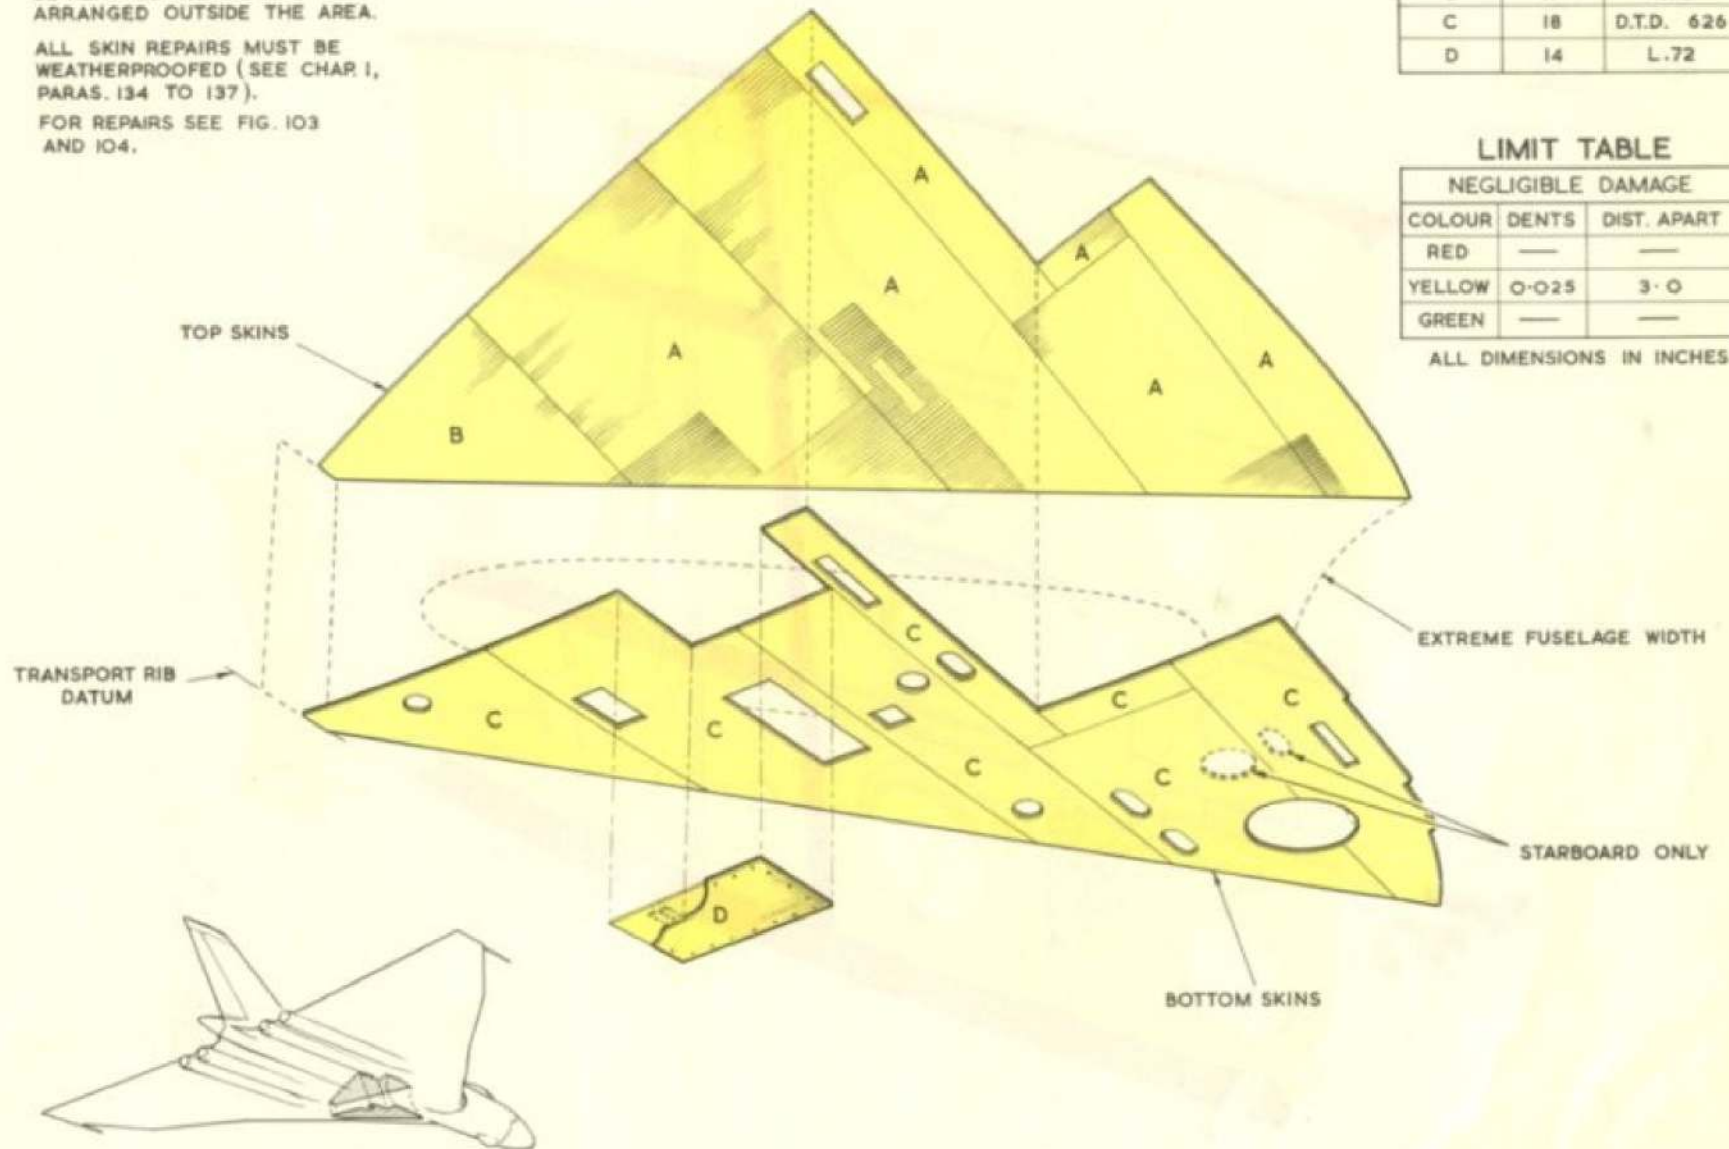 ARRANGED OUTSIDE THE AREA.
ALL SKIN REPAIRS MUST BE
WEATHERPROOFED (SEE CHAP. 1,
PARAS. 134 TO 137).
FOR REPAIRS SEE FIG. 103
AND 104.
C 18 D.T.D. 626
D 14 L.72
LIMIT TABLE
NEGLIGIBLE DAMAGE
COLOUR DENTS DIST. APART
RED — —
YELLOW 0·025 3·0
GREEN — —
ALL DIMENSIONS IN INCHES
A
A
A
TOP SKINS
A
A
A
B
EXTREME FUSELAGE WIDTH
TRANSPORT RIB
DATUM
C
C
C
C
C
C
C
STARBOARD ONLY
D
BOTTOM SKINS